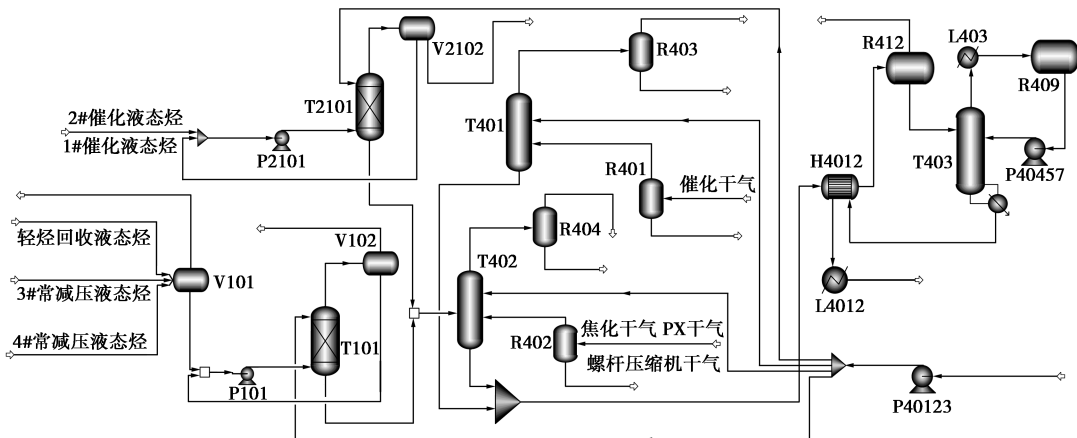 V2102
R403
L403
R412
R409
T2101
2#催化液态烃
1#催化液态烃
P2101
T401
R401
催化干气
H4012
T403
P40457
轻烃回收液态烃
V102
R404
V101
T402
3#常减压液态烃
L4012
4#常减压液态烃
T101
R402
焦化干气 PX干气
螺杆压缩机干气
P101
P40123